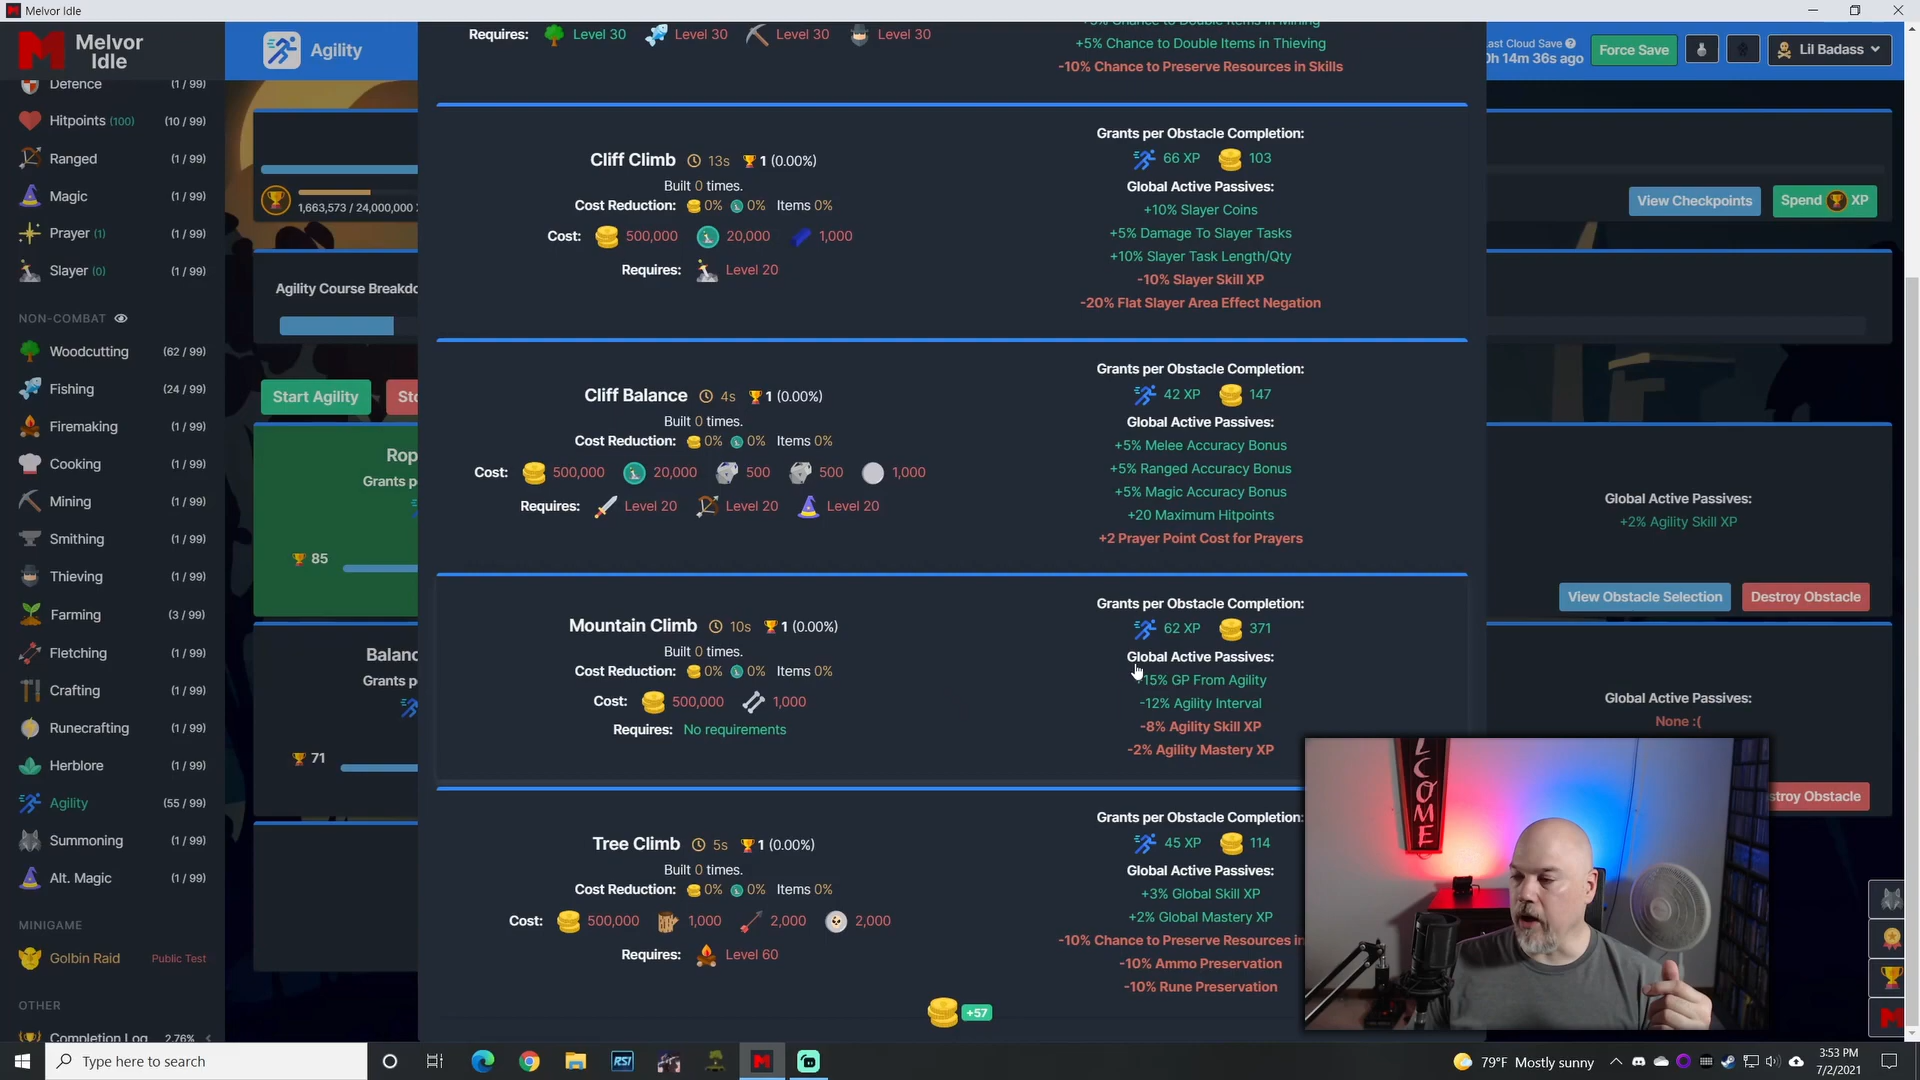 Melvor Idle
Melvor Idle
Agility
Defence (1 / 99)
Hitpoints (100) (10 / 99)
Ranged (1 / 99)
Magic (1 / 99)
Prayer (1) (1 / 99)
Slayer (0) (1 / 99)
NON-COMBAT
Woodcutting (62 / 99)
Fishing (24 / 99)
Firemaking (1 / 99)
Cooking (1 / 99)
Mining (1 / 99)
Smithing (1 / 99)
Thieving (1 / 99)
Farming (3 / 99)
Fletching (1 / 99)
Crafting (1 / 99)
Runecrafting (1 / 99)
Herblore (1 / 99)
Agility (55 / 99)
Summoning (1 / 99)
Alt. Magic (1 / 99)
MINIGAME
Golbin Raid Public Test
OTHER
Completion Log 2.76%
1,663,573 / 24,000,000
Agility Course Breakdo
Start Agility
Sto
Rop
Grants pe
85
Balanc
Grants pe
71
Requires: Level 30 Level 30 Level 30 Level 30
+5% Chance to Double Items in Mining
+5% Chance to Double Items in Thieving
-10% Chance to Preserve Resources in Skills
Cliff Climb 13s 1 (0.00%)
Built 0 times.
Cost Reduction: 0% 0% Items 0%
Cost: 500,000 20,000 1,000
Requires: Level 20
Grants per Obstacle Completion:
66 XP 103
Global Active Passives:
+10% Slayer Coins
+5% Damage To Slayer Tasks
+10% Slayer Task Length/Qty
-10% Slayer Skill XP
-20% Flat Slayer Area Effect Negation
Cliff Balance 4s 1 (0.00%)
Built 0 times.
Cost Reduction: 0% 0% Items 0%
Cost: 500,000 20,000 500 500 1,000
Requires: Level 20 Level 20 Level 20
Grants per Obstacle Completion:
42 XP 147
Global Active Passives:
+5% Melee Accuracy Bonus
+5% Ranged Accuracy Bonus
+5% Magic Accuracy Bonus
+20 Maximum Hitpoints
+2 Prayer Point Cost for Prayers
Mountain Climb 10s 1 (0.00%)
Built 0 times.
Cost Reduction: 0% 0% Items 0%
Cost: 500,000 1,000
Requires: No requirements
Grants per Obstacle Completion:
62 XP 371
Global Active Passives:
15% GP From Agility
-12% Agility Interval
-8% Agility Skill XP
-2% Agility Mastery XP
Tree Climb 5s 1 (0.00%)
Built 0 times.
Cost Reduction: 0% 0% Items 0%
Cost: 500,000 1,000 2,000 2,000
Requires: Level 60
Grants per Obstacle Completion:
45 XP 114
Global Active Passives:
+3% Global Skill XP
+2% Global Mastery XP
-10% Chance to Preserve Resources in
-10% Ammo Preservation
-10% Rune Preservation
+57
ast Cloud Save
0h 14m 36s ago
Force Save
Lil Badass
View Checkpoints
Spend XP
Global Active Passives:
+2% Agility Skill XP
View Obstacle Selection
Destroy Obstacle
Global Active Passives:
None :(
stroy Obstacle
LCOME
Type here to search
RSI
79°F Mostly sunny
3:53 PM
7/2/2021